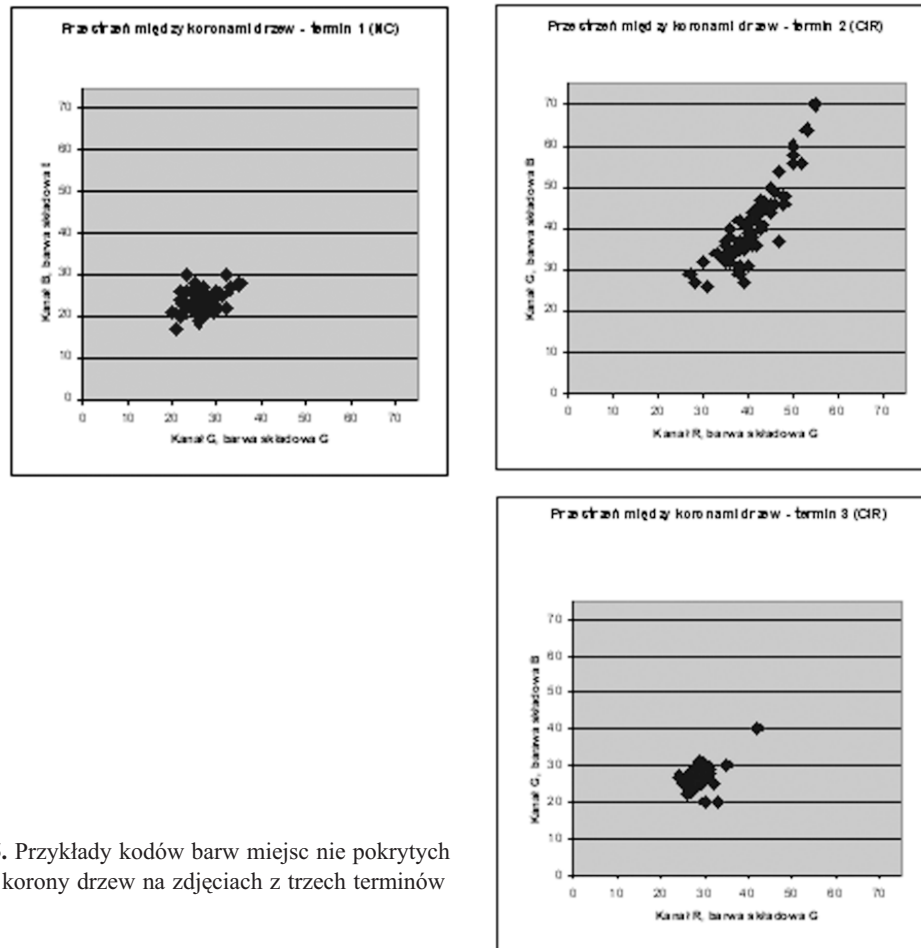 Przestrzeń między koronami drzew - termin 1 (NC)
70
60
50
40
30
20
10
0
0 10 20 30 40 50 60 70
Kanał B, barwa składowa
Kanał G, barwa składowa G
Przestrzeń między koronami drzew - termin 2 (CIR)
70
60
50
40
30
20
10
0
0 10 20 30 40 50 60 70
Kanał G, barwa składowa B
Kanał R, barwa składowa G
Przestrzeń między koronami drzew - termin 3 (CIR)
70
60
50
40
30
20
10
0
0 10 20 30 40 50 60 70
Kanał G, barawa składowa B
Kanał R, barwa składowa G
. Przykłady kodów barw miejsc nie pokrytych
korony drzew na zdjęciach z trzech terminów